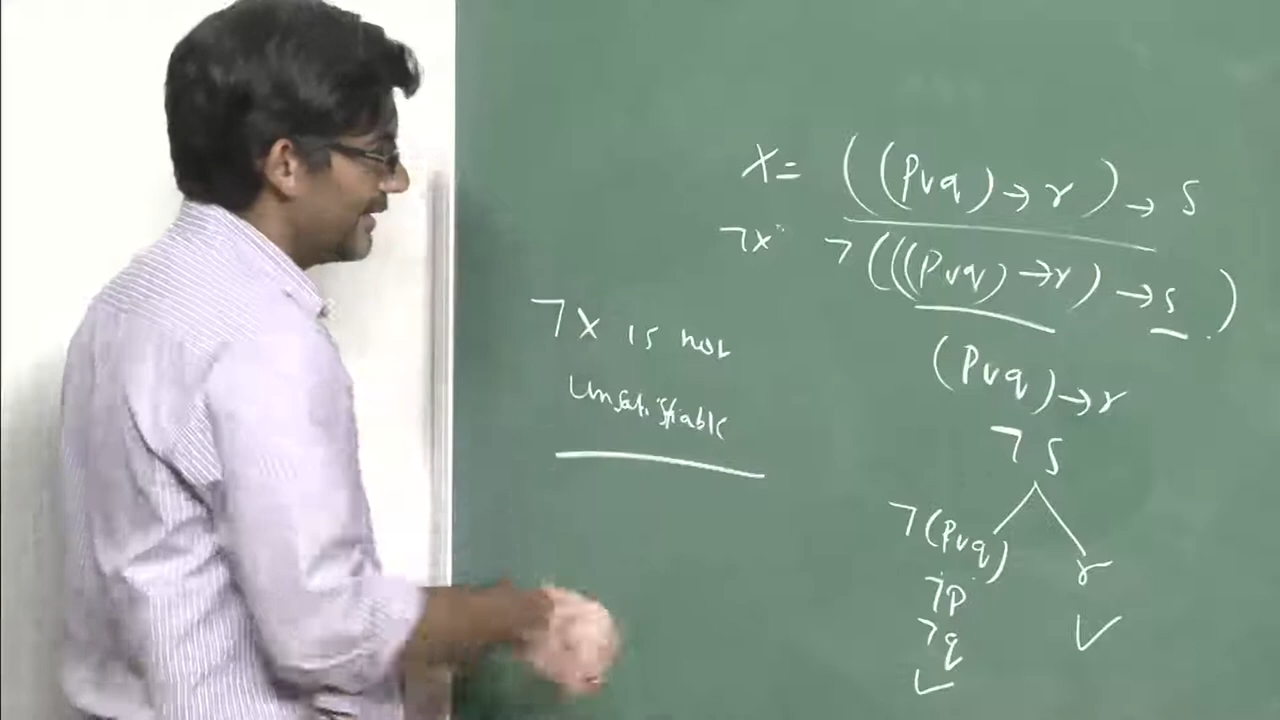 X = ((p∨q) → r) → s
¬X ¬(((p∨q) → r) → s)
¬X is not
unsatisfiable
(p∨q) → r
¬s
¬(p∨q) r
¬p
¬q